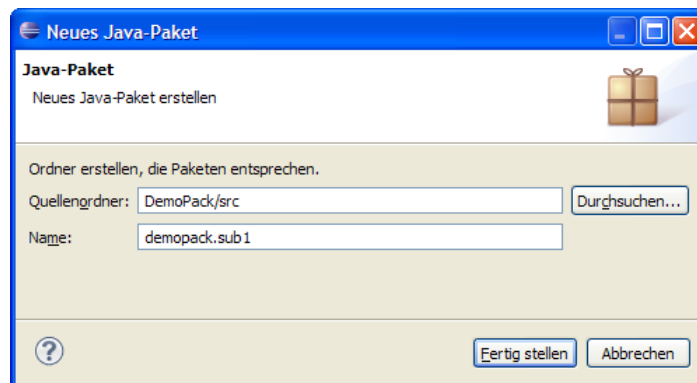 Neues Java-Paket
Java-Paket
Neues Java-Paket erstellen
Ordner erstellen, die Paketen entsprechen.
Quellenordner: DemoPack/src Durchsuchen...
Name: demopack.sub1
? Fertig stellen Abbrechen